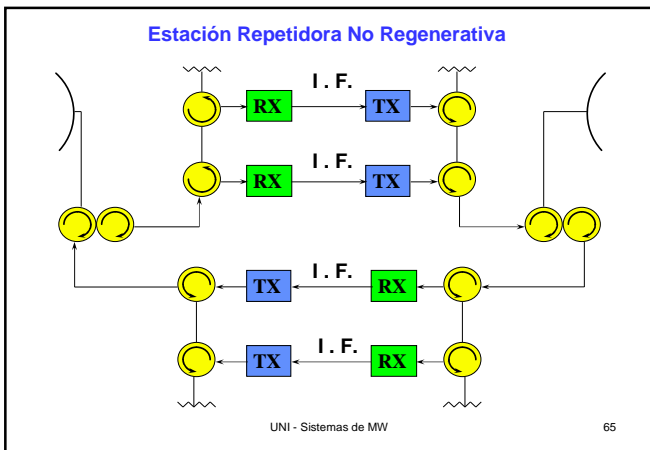 Estación Repetidora No Regenerativa
I . F.
RX TX
I . F.
RX TX
I . F.
TX RX
I . F.
TX RX
UNI - Sistemas de MW 65